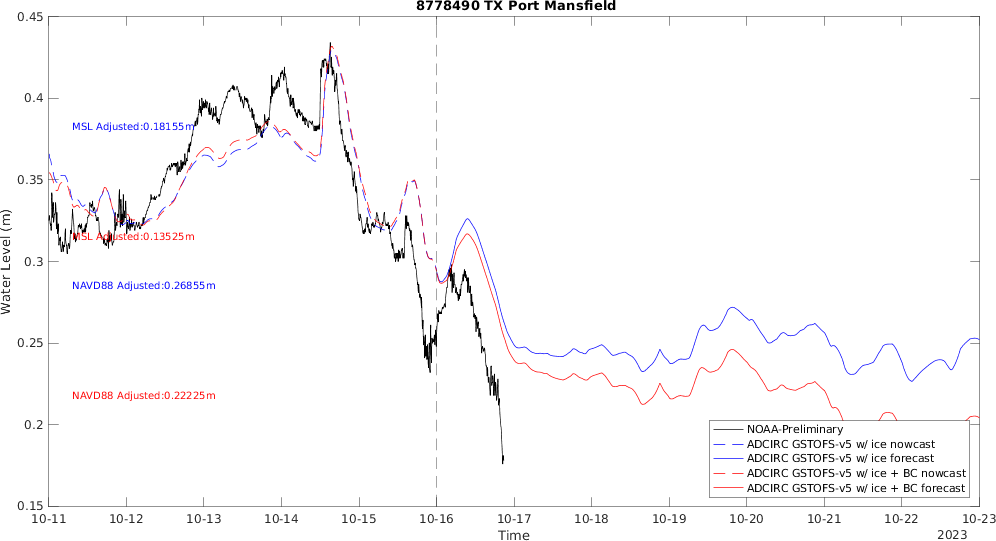 8778490 TX Port Mansfield
Water Level (m)
0.45
0.4
0.35
0.3
0.25
0.2
0.15
MSL Adjusted:0.18155m
MSL Adjusted:0.13525m
NAVD88 Adjusted:0.26855m
NAVD88 Adjusted:0.22225m
NOAA-Preliminary
ADCIRC GSTOFS-v5 w/ ice nowcast
ADCIRC GSTOFS-v5 w/ ice forecast
ADCIRC GSTOFS-v5 w/ ice + BC nowcast
ADCIRC GSTOFS-v5 w/ ice + BC forecast
10-11 10-12 10-13 10-14 10-15 10-16 10-17 10-18 10-19 10-20 10-21 10-22 10-23
Time
2023